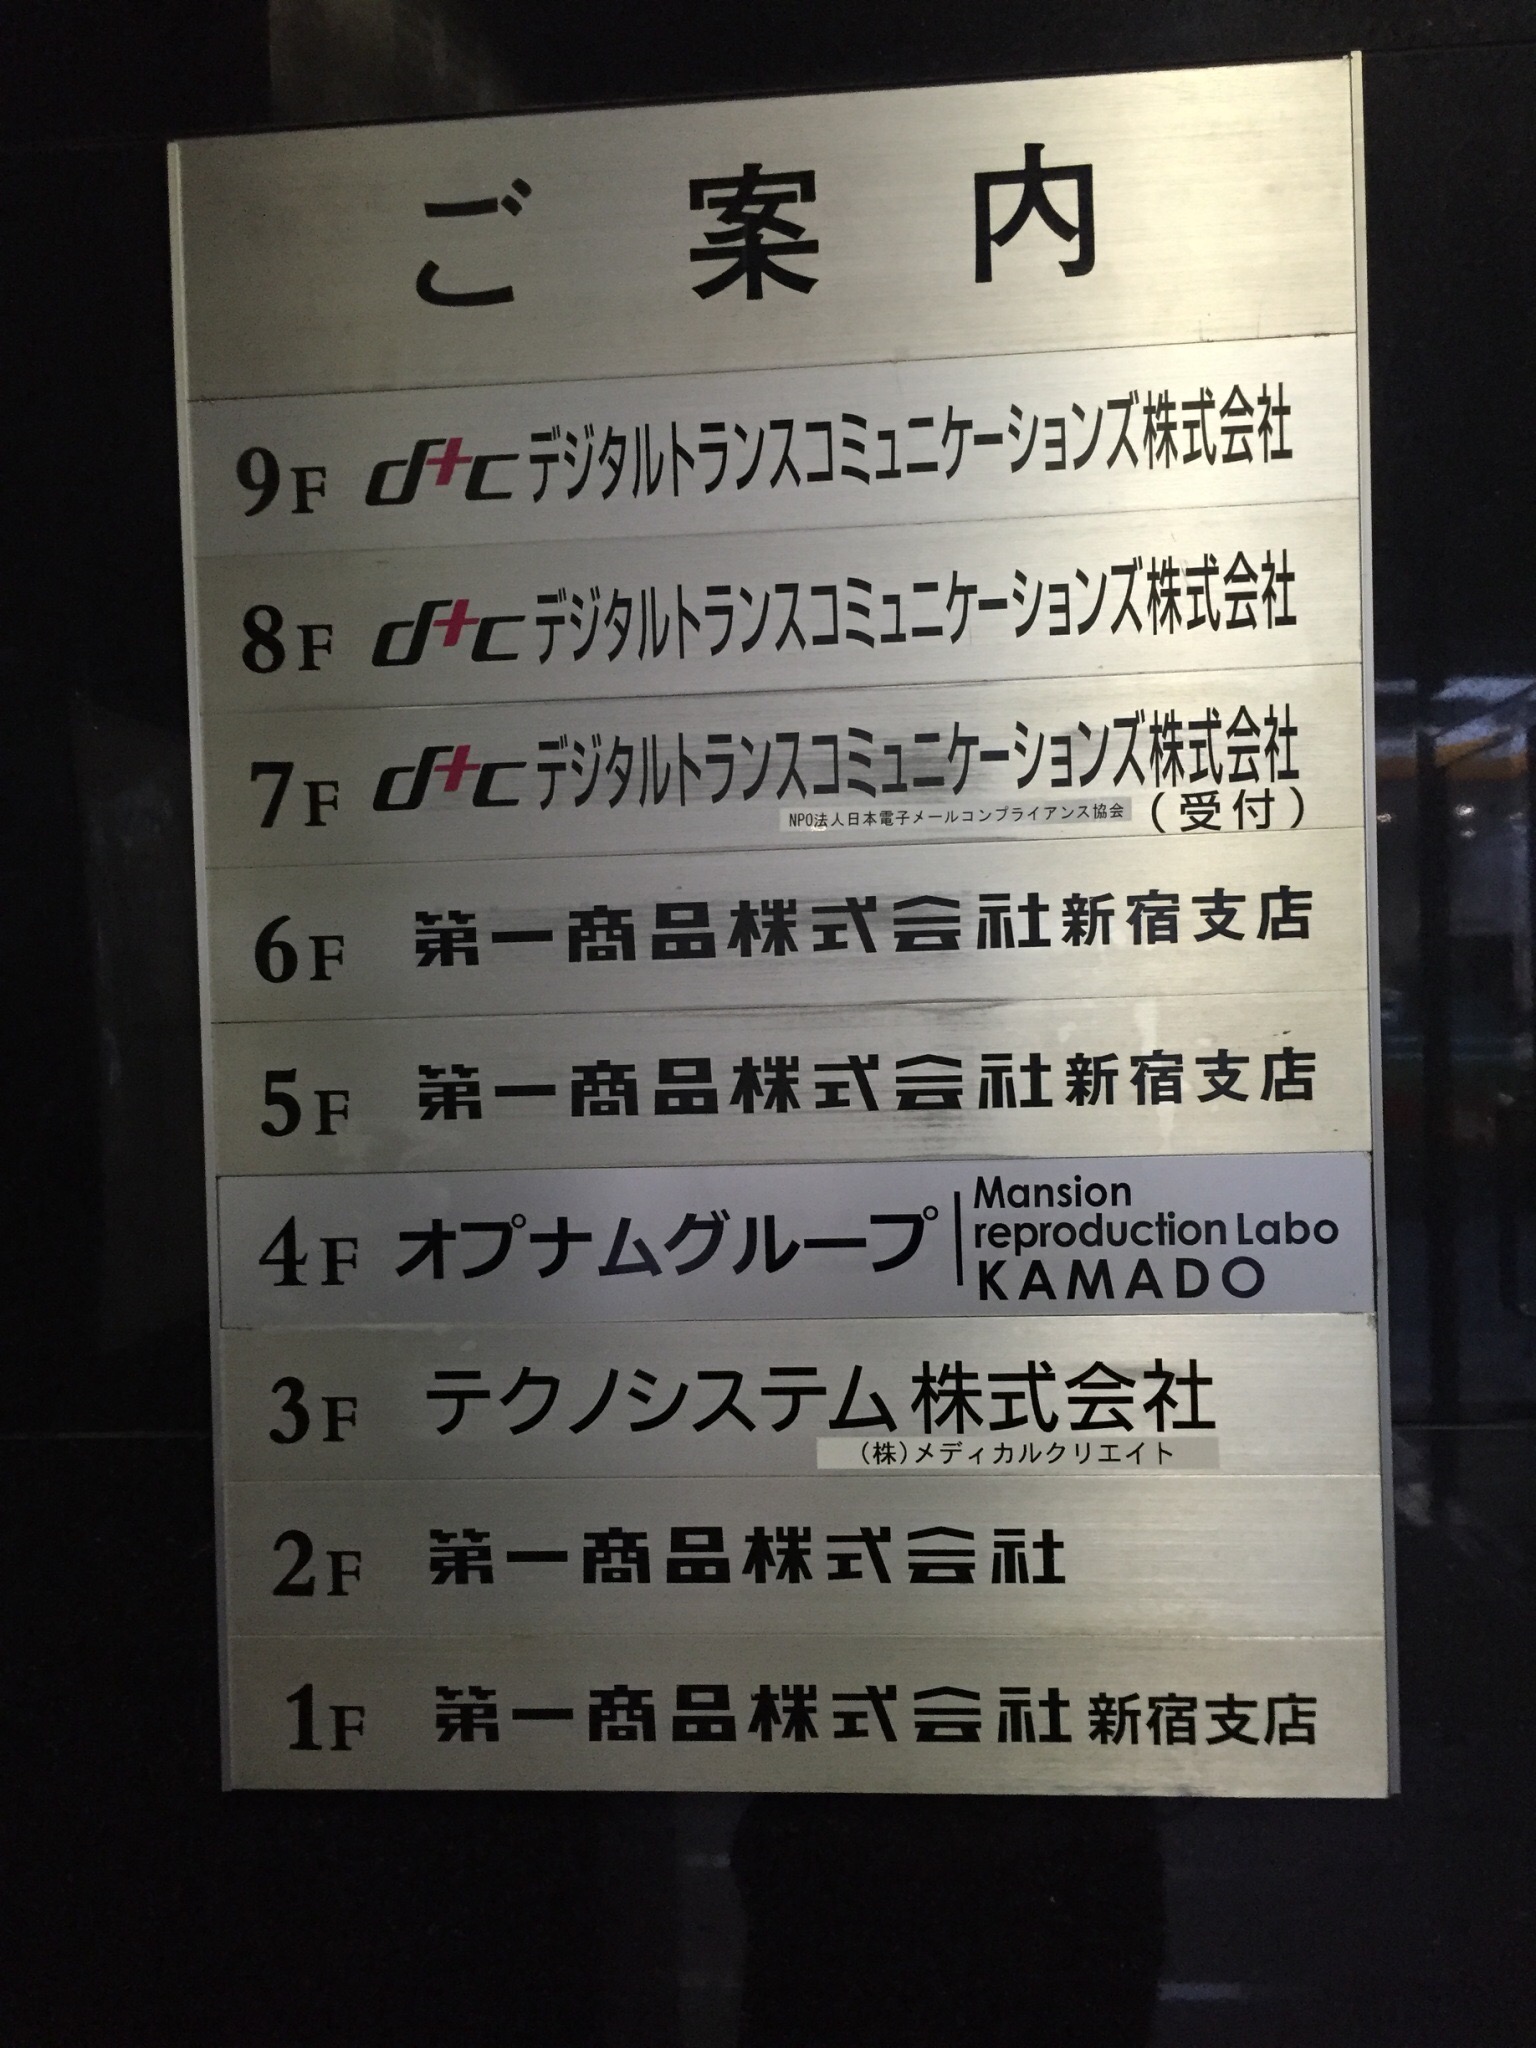 ご案内
9F d+c デジタルトランスコミュニケーションズ株式会社
8F d+c デジタルトランスコミュニケーションズ株式会社
7F d+c デジタルトランスコミュニケーションズ株式会社
NPO法人日本電子メールコンプライアンス協会 (受付)
6F 第一商品株式会社新宿支店
5F 第一商品株式会社新宿支店
4F オプナムグループ
Mansion
reproduction Labo
KAMADO
3F テクノシステム株式会社
(株)メディカルクリエイト
2F 第一商品株式会社
1F 第一商品株式会社新宿支店